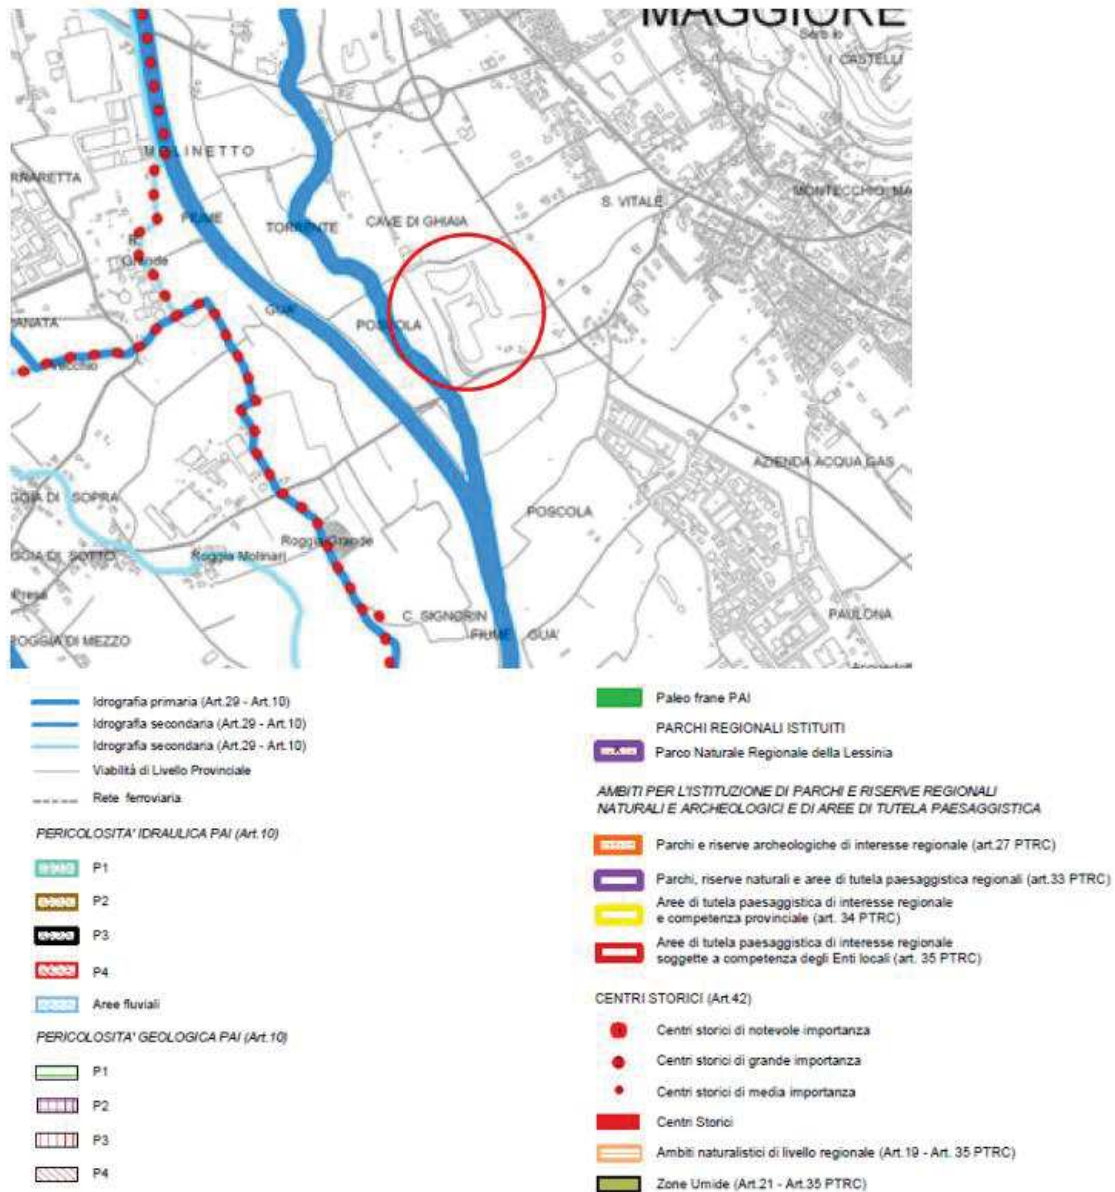 MAGGIORE
I CASTELLI
MOLINETTO
RRARETTA
MONTECCHIO MA
S. VITALE
FIUME
TORRENTE
CAVE DI GHIAIA
R.
Grande
GUA'
POSCOLA
ANATA
Vecchio
AZIENDA ACQUA GAS
GGIA DI SOPRA
POSCOLA
Roggia Grande
GGIA DI SOTTO
Roggia Molinari
Presa
C. SIGNORIN
PAULONA
ROGGIA DI MEZZO
FIUME GUA'
Idrografia primaria (Art.29 - Art.10)
Idrografia secondaria (Art.29 - Art.10)
Idrografia secondaria (Art.29 - Art.10)
Viabilità di Livello Provinciale
Rete ferroviaria
PERICOLOSITA' IDRAULICA PAI (Art.10)
P1
P2
P3
P4
Aree fluviali
PERICOLOSITA' GEOLOGICA PAI (Art.10)
P1
P2
P3
P4
Paleo frane PAI
PARCHI REGIONALI ISTITUITI
Parco Naturale Regionale della Lessinia
AMBITI PER L'ISTITUZIONE DI PARCHI E RISERVE REGIONALI
NATURALI E ARCHEOLOGICI E DI AREE DI TUTELA PAESAGGISTICA
Parchi e riserve archeologiche di interesse regionale (art.27 PTRC)
Parchi, riserve naturali e aree di tutela paesaggistica regionali (art.33 PTRC)
Aree di tutela paesaggistica di interesse regionale
e competenza provinciale (art. 34 PTRC)
Aree di tutela paesaggistica di interesse regionale
soggette a competenza degli Enti locali (art. 35 PTRC)
CENTRI STORICI (Art.42)
Centri storici di notevole importanza
Centri storici di grande importanza
Centri storici di media importanza
Centri Storici
Ambiti naturalistici di livello regionale (Art.19 - Art. 35 PTRC)
Zone Umide (Art.21 - Art.35 PTRC)